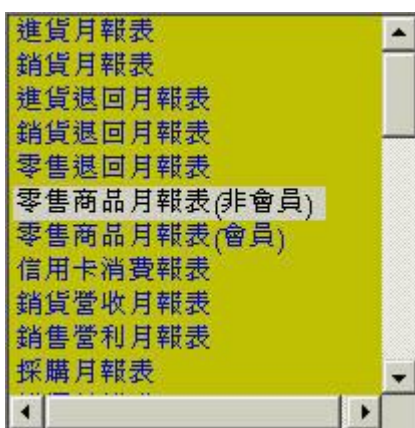 進貨月報表
銷貨月報表
進貨退回月報表
銷貨退回月報表
零售退回月報表
零售商品月報表(非會員)
零售商品月報表(會員)
信用卡消費報表
銷貨營收月報表
銷售營利月報表
採購月報表